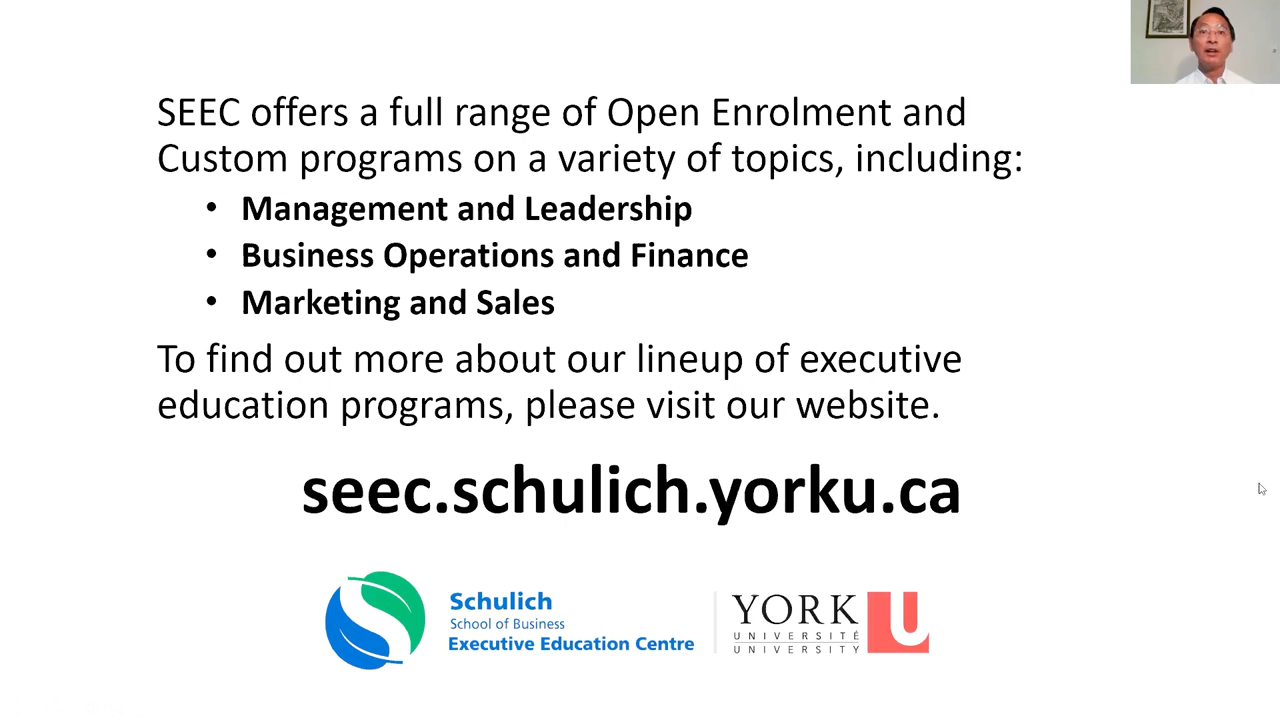 SEEC offers a full range of Open Enrolment and
Custom programs on a variety of topics, including:
• Management and Leadership
• Business Operations and Finance
• Marketing and Sales
To find out more about our lineup of executive
education programs, please visit our website.
seec.schulich.yorku.ca
Schulich
School of Business
Executive Education Centre
YORK U
UNIVERSITÉ
UNIVERSITY